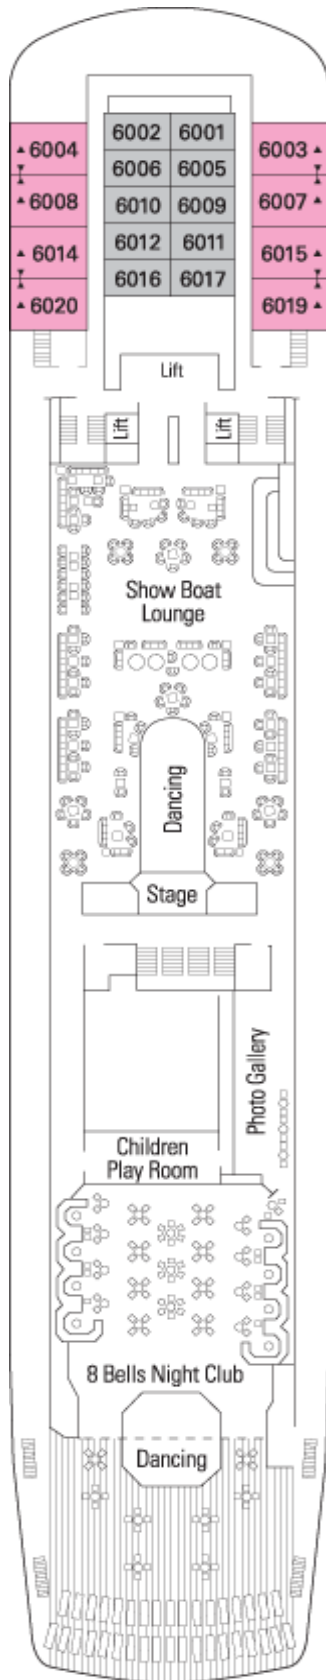 6002 6001
6004 6006 6005 6003
6008 6010 6009 6007
6014 6012 6011 6015
6020 6016 6017 6019
Lift
Lift Lift
Show Boat
Lounge
Dancing
Stage
Photo Gallery
Children
Play Room
8 Bells Night Club
Dancing